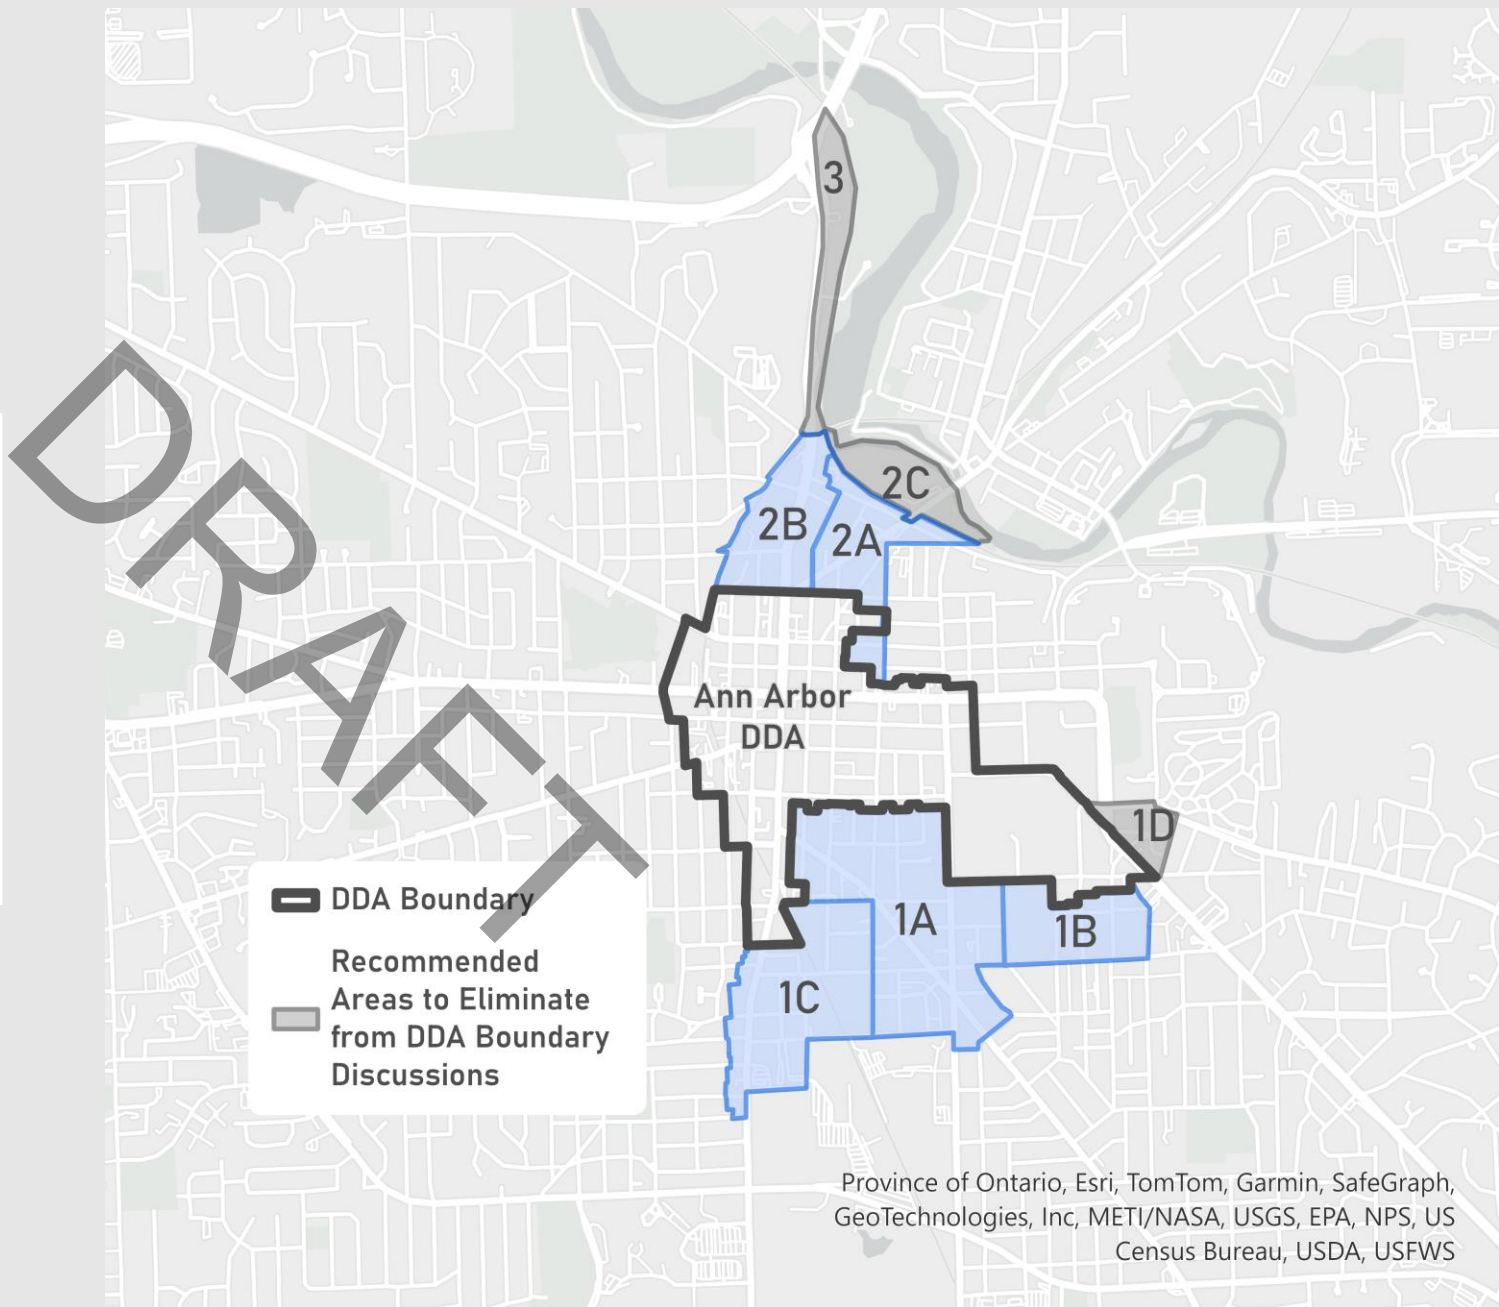 3
2C
2B
2A
Ann Arbor
DDA
1D
1A
1B
1C
DRAFT
DDA Boundary
Recommended
Areas to Eliminate
from DDA Boundary
Discussions
Province of Ontario, Esri, TomTom, Garmin, SafeGraph,
GeoTechnologies, Inc, METI/NASA, USGS, EPA, NPS, US
Census Bureau, USDA, USFWS